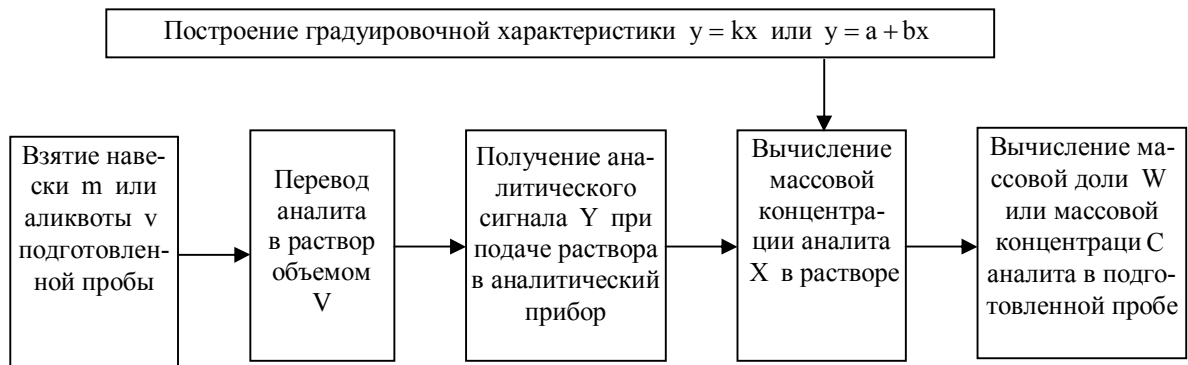 Построение градуировочной характеристики y = kx или y = a + bx
Взятие наве-
ски m или
аликвоты v
подготовлен-
ной пробы
Перевод
аналита
в раствор
объемом
V
Получение ана-
литического
сигнала Y при
подаче раствора
в аналитический
прибор
Вычисление
массовой
концентра-
ции аналита
X в растворе
Вычисление ма-
ссовой доли W
или массовой
концентраци C
аналита в подго-
товленной пробе